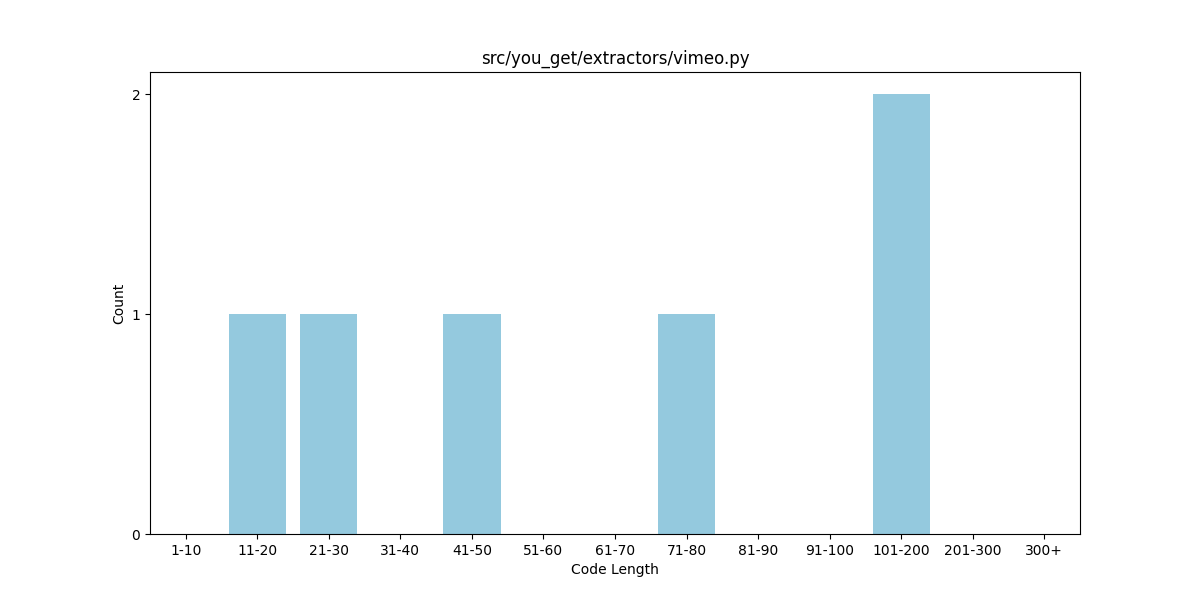 src/you_get/extractors/vimeo.py
2
1
0
Count
1-10 11-20 21-30 31-40 41-50 51-60 61-70 71-80 81-90 91-100 101-200 201-300 300+
Code Length